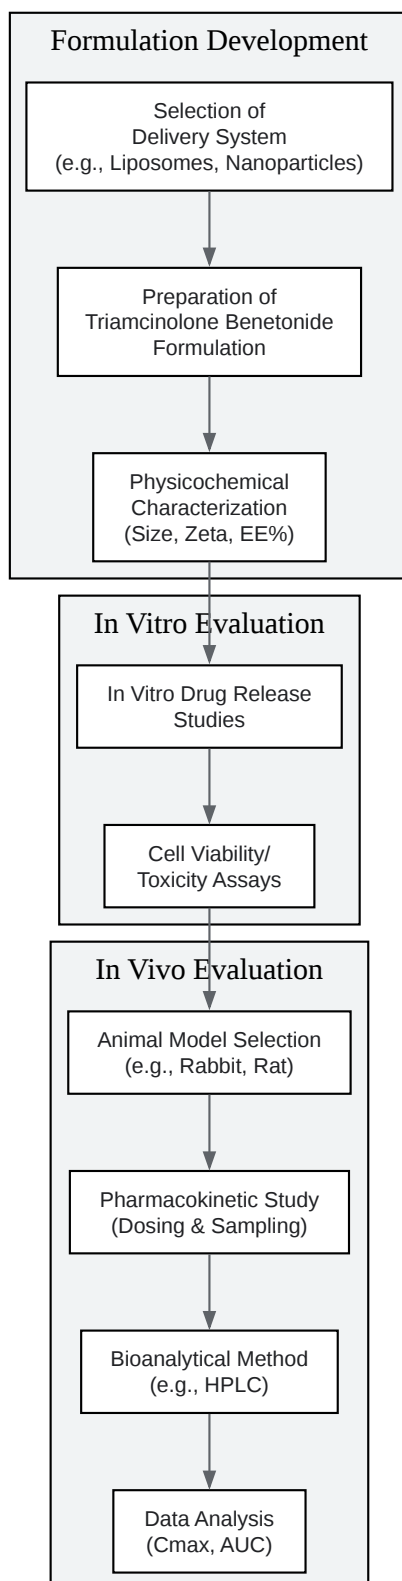 Formulation Development
Selection of
Delivery System
(e.g., Liposomes, Nanoparticles)
Preparation of
Triamcinolone Benetonide
Formulation
Physicochemical
Characterization
(Size, Zeta, EE%)
In Vitro Evaluation
In Vitro Drug Release
Studies
Cell Viability/
Toxicity Assays
In Vivo Evaluation
Animal Model Selection
(e.g., Rabbit, Rat)
Pharmacokinetic Study
(Dosing & Sampling)
Bioanalytical Method
(e.g., HPLC)
Data Analysis
(Cmax, AUC)